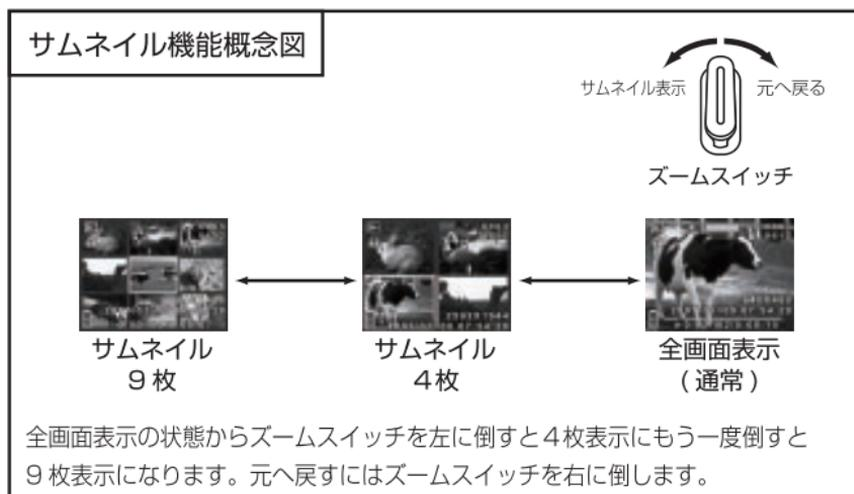 サムネイル機能概念図
サムネイル表示
元へ戻る
ズームスイッチ
サムネイル
9枚
サムネイル
4枚
全画面表示
(通常)
全画面表示の状態からズームスイッチを左に倒すと4枚表示にもう一度倒すと
9枚表示になります。元へ戻すにはズームスイッチを右に倒します。